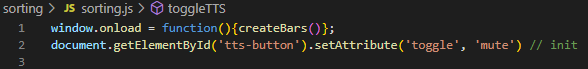 sorting > JS sorting.js > toggleTTS
1 window.onload = function(){createBars()};
2 document.getElementById('tts-button').setAttribute('toggle', 'mute') // init
3